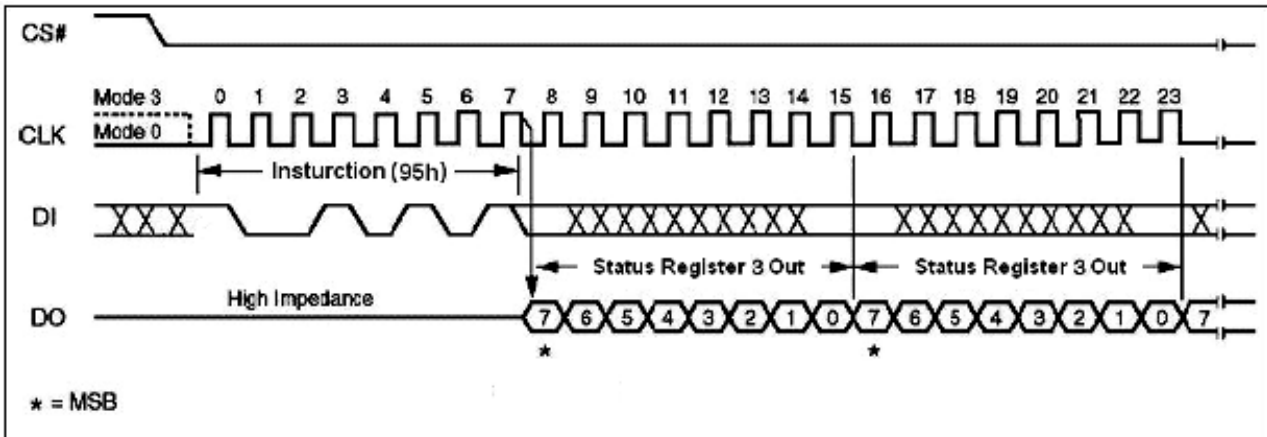 CS#
Mode 3 0 1 2 3 4 5 6 7 8 9 10 11 12 13 14 15 16 17 18 19 20 21 22 23
CLK Mode 0
Insturction (95h)
DI
Status Register 3 Out Status Register 3 Out
High Impedance
DO 7 6 5 4 3 2 1 0 7 6 5 4 3 2 1 0 7
* *
* = MSB